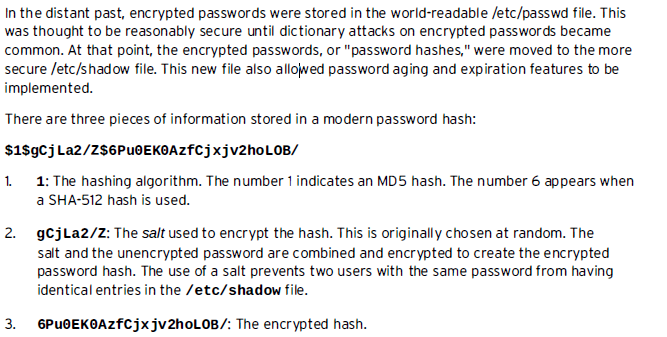 In the distant past, encrypted passwords were stored in the world-readable /etc/passwd file. This
was thought to be reasonably secure until dictionary attacks on encrypted passwords became
common. At that point, the encrypted passwords, or "password hashes," were moved to the more
secure /etc/shadow file. This new file also allowed password aging and expiration features to be
implemented.
There are three pieces of information stored in a modern password hash:
$1$gCjLa2/Z$6Pu0EK0AzfCjxjv2hoLOB/
1. 1: The hashing algorithm. The number 1 indicates an MD5 hash. The number 6 appears when
a SHA-512 hash is used.
2. gCjLa2/Z: The salt used to encrypt the hash. This is originally chosen at random. The
salt and the unencrypted password are combined and encrypted to create the encrypted
password hash. The use of a salt prevents two users with the same password from having
identical entries in the /etc/shadow file.
3. 6Pu0EK0AzfCjxjv2hoLOB/: The encrypted hash.